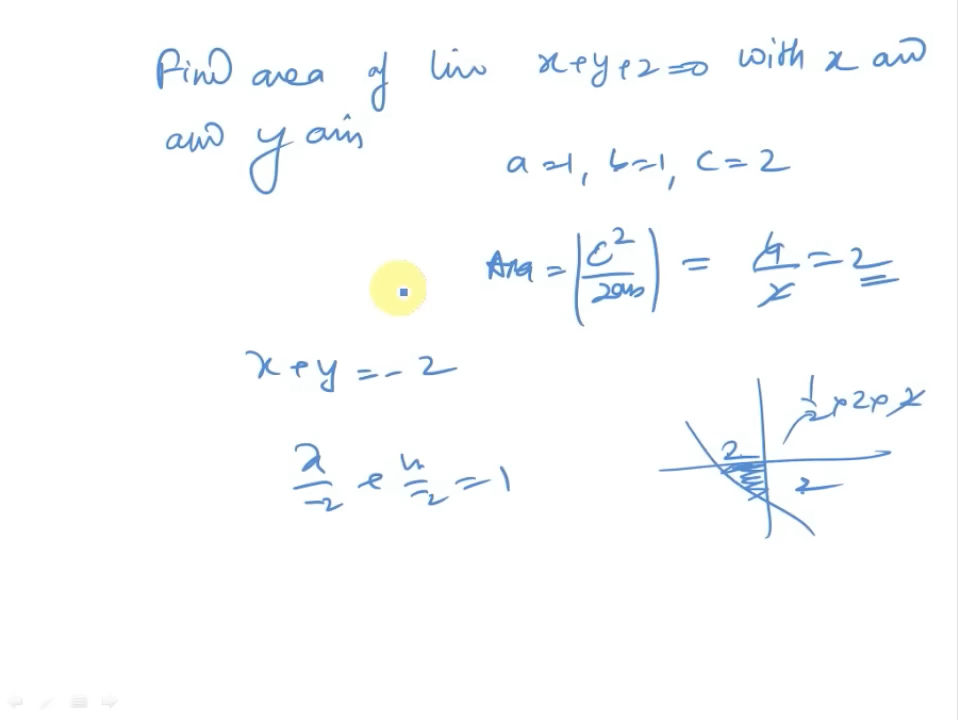 Find area of line x+y+2=0 with x and
and y axis
a=1, b=1, c=2
Area = |c²/2ab| = 4/2 = 2
x+y = -2
x/-2 + y/-2 = 1
1/2 × 2 × 2
2
2